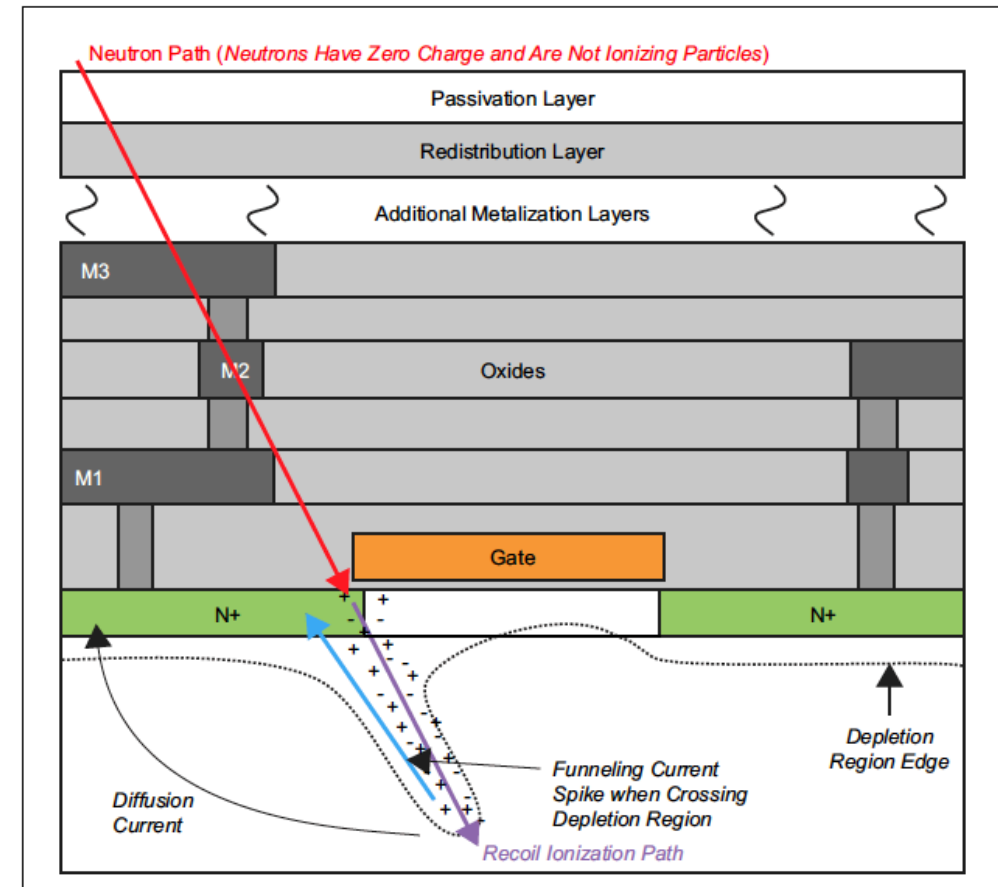 Neutron Path (Neutrons Have Zero Charge and Are Not Ionizing Particles)
Passivation Layer
Redistribution Layer
Additional Metalization Layers
M3
M2
Oxides
M1
Gate
N+
N+
Depletion
Region Edge
Funneling Current
Spike when Crossing
Depletion Region
Diffusion
Current
Recoil Ionization Path